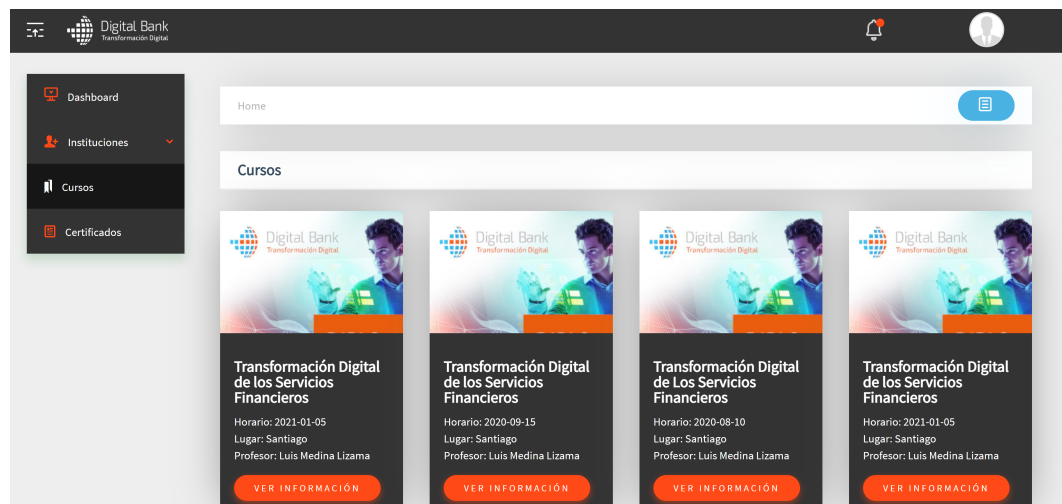 Digital Bank
Transformación Digital
Dashboard
Instituciones
Cursos
Certificados
Home
Cursos
Digital Bank
Transformación Digital
Transformación Digital
de los Servicios
Financieros
Horario: 2021-01-05
Lugar: Santiago
Profesor: Luis Medina Lizama
VER INFORMACIÓN
Digital Bank
Transformación Digital
Transformación Digital
de los Servicios
Financieros
Horario: 2020-09-15
Lugar: Santiago
Profesor: Luis Medina Lizama
VER INFORMACIÓN
Digital Bank
Transformación Digital
Transformación Digital
de Los Servicios
Financieros
Horario: 2020-08-10
Lugar: Santiago
Profesor: Luis Medina Lizama
VER INFORMACIÓN
Digital Bank
Transformación Digital
Transformación Digital
de los Servicios
Financieros
Horario: 2021-01-05
Lugar: Santiago
Profesor: Luis Medina Lizama
VER INFORMACIÓN